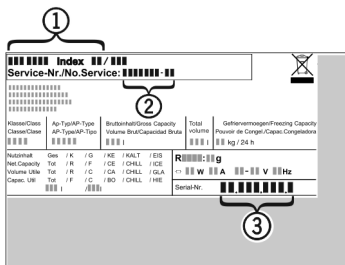 1
Index /
Service-Nr./No.Service: -
2
Klasse/Glass Ap-Typ/AP-Type Bruttoinhalt/Gross Capacity Total Gefriervermoegen/Freezing Capacity
Classe/Clase AP-Type/AP-Tipo Volume Brut/Capacidad Bruta volume Pouvoir de Congel./Capac.Congeladora
l l kg / 24 h
Nutzinhalt Ges / K / G / KE / KALT / EIS
Net.Capacity Tot / R / F / CE / CHILL / ICE
Volume Utile Tot / F / C / CA / CHILL / GLA
Capac. Util Tot / F / C / BO / CHILL / HIE
l / l
R : g
W A - V Hz
Serial-Nr. . . .
3